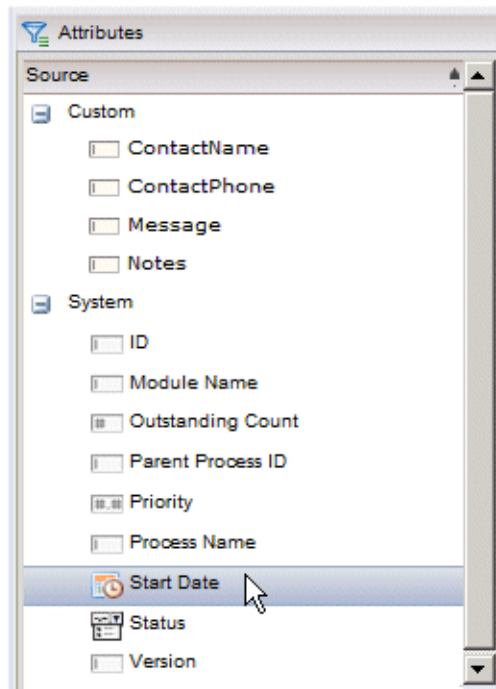 Attributes
Source
Custom
ContactName
ContactPhone
Message
Notes
System
ID
Module Name
Outstanding Count
Parent Process ID
Priority
Process Name
Start Date
Status
Version